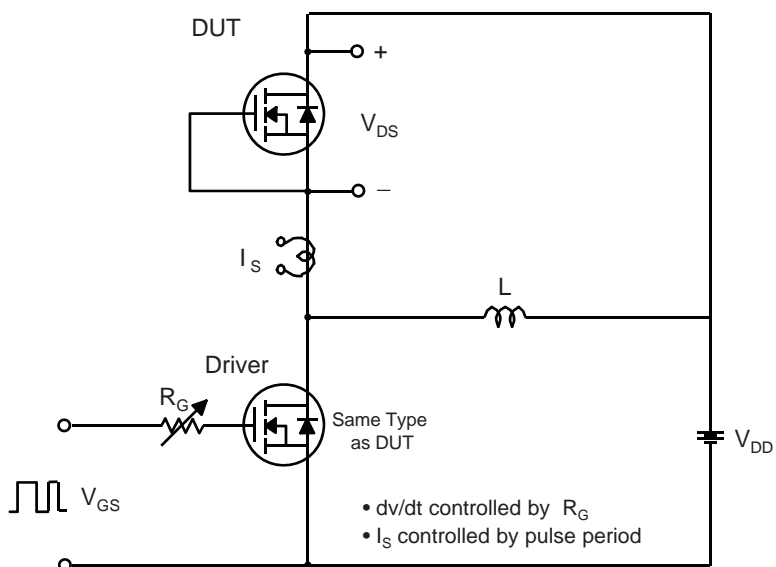 DUT
+
V_DS
−
I_S
L
Driver
R_G
Same Type
as DUT
V_DD
V_GS
• dv/dt controlled by R_G
• I_S controlled by pulse period